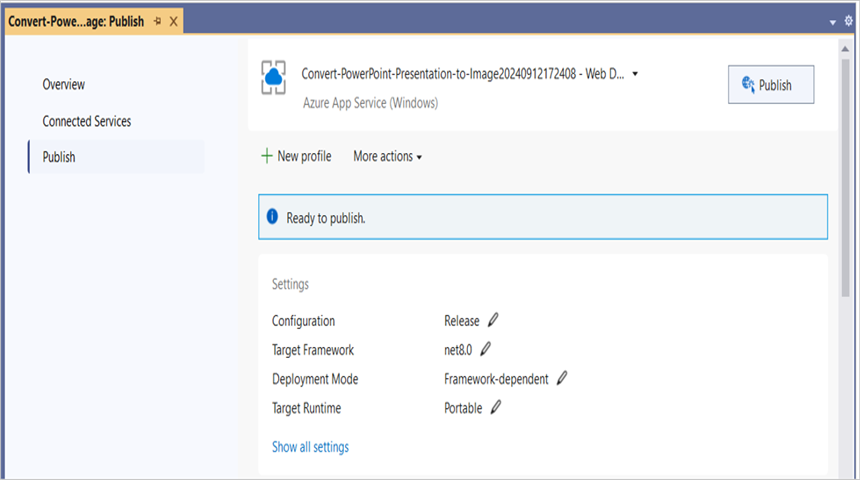 Convert-Powe...age: Publish
Overview
Connected Services
Publish
Convert-PowerPoint-Presentation-to-Image20240912172408 - Web D...
Azure App Service (Windows)
Publish
New profile
More actions
Ready to publish.
Settings
Configuration Release
Target Framework net8.0
Deployment Mode Framework-dependent
Target Runtime Portable
Show all settings